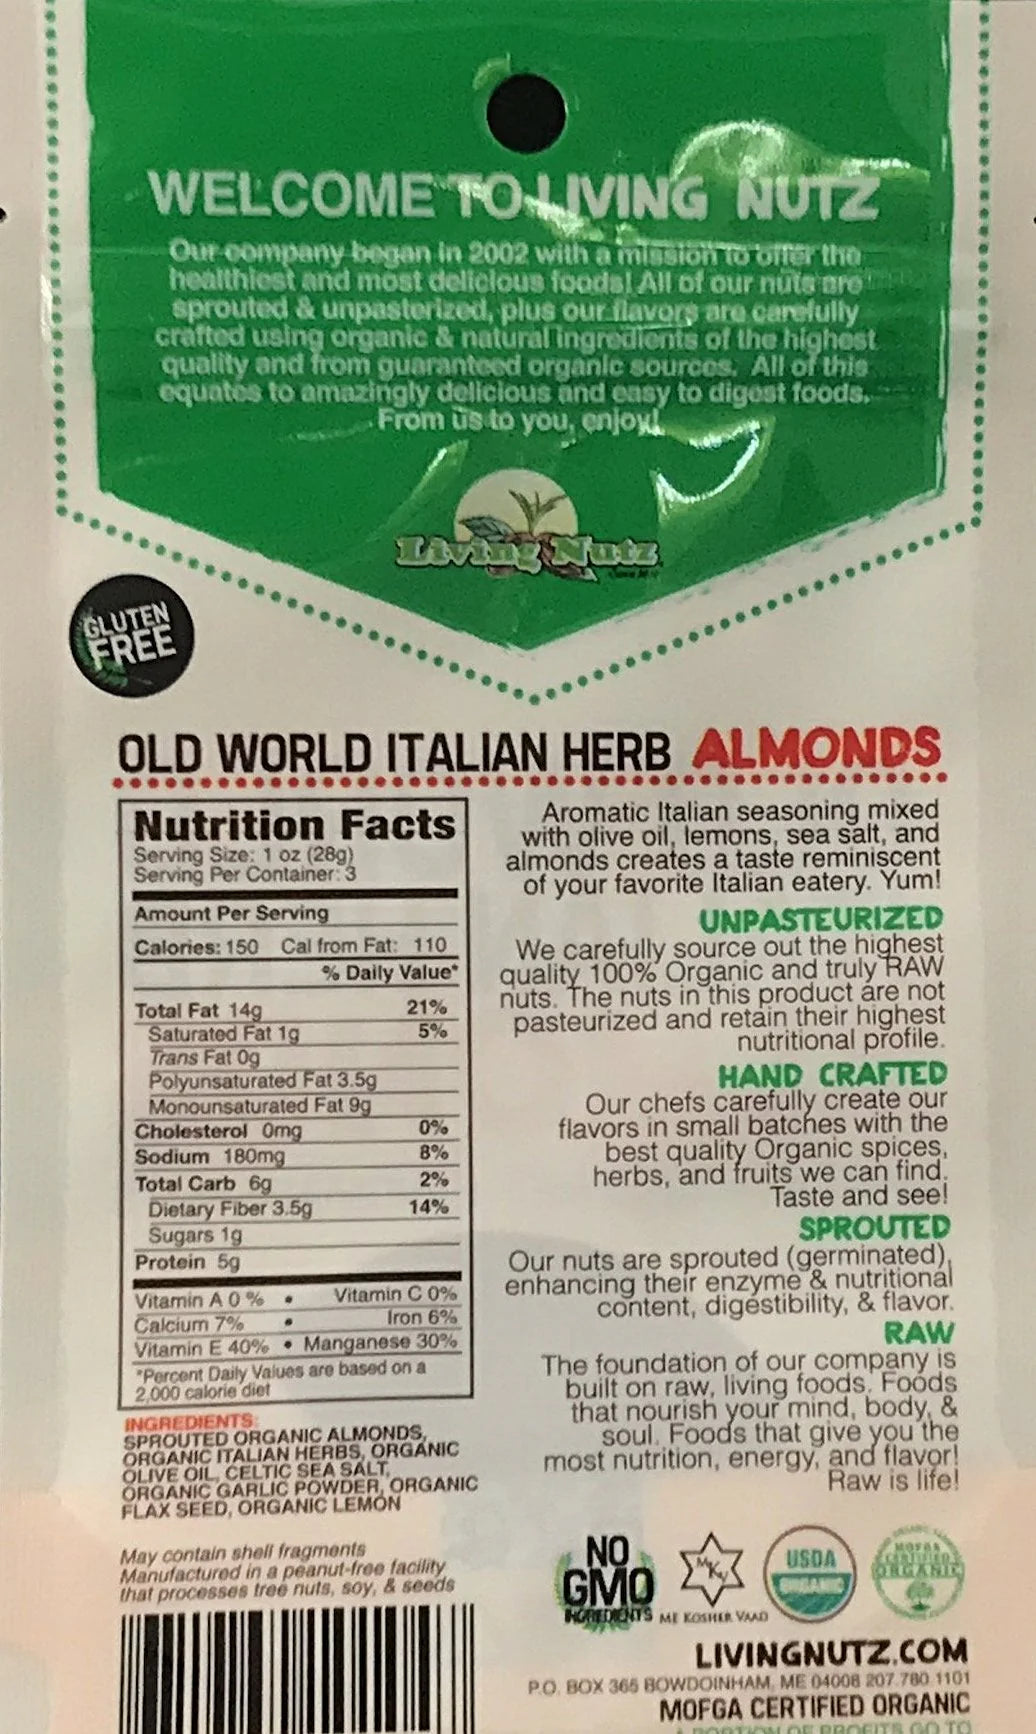 WELCOME TO LIVING NUTZ
Our company began in 2002 with a mission to offer the
healthiest and most delicious foods! All of our nuts are
sprouted & unpasterized, plus our flavors are carefully
crafted using organic & natural ingredients of the highest
quality and from guaranteed organic sources. All of this
equates to amazingly delicious and easy to digest foods.
From us to you, enjoy!
Living Nutz
GLUTEN
FREE
OLD WORLD ITALIAN HERB ALMONDS
Nutrition Facts
Serving Size: 1 oz (28g)
Serving Per Container: 3
Amount Per Serving
Calories: 150 Cal from Fat: 110
% Daily Value*
Total Fat 14g 21%
Saturated Fat 1g 5%
Trans Fat 0g
Polyunsaturated Fat 3.5g
Monounsaturated Fat 9g
Cholesterol 0mg 0%
Sodium 180mg 8%
Total Carb 6g 2%
Dietary Fiber 3.5g 14%
Sugars 1g
Protein 5g
Vitamin A 0 % • Vitamin C 0%
Calcium 7% • Iron 6%
Vitamin E 40% • Manganese 30%
*Percent Daily Values are based on a
2,000 calorie diet
INGREDIENTS:
SPROUTED ORGANIC ALMONDS,
ORGANIC ITALIAN HERBS, ORGANIC
OLIVE OIL, CELTIC SEA SALT,
ORGANIC GARLIC POWDER, ORGANIC
FLAX SEED, ORGANIC LEMON
May contain shell fragments
Manufactured in a peanut-free facility
that processes tree nuts, soy, & seeds
Aromatic Italian seasoning mixed
with olive oil, lemons, sea salt, and
almonds creates a taste reminiscent
of your favorite Italian eatery. Yum!
UNPASTEURIZED
We carefully source out the highest
quality 100% Organic and truly RAW
nuts. The nuts in this product are not
pasteurized and retain their highest
nutritional profile.
HAND CRAFTED
Our chefs carefully create our
flavors in small batches with the
best quality Organic spices,
herbs, and fruits we can find.
Taste and see!
SPROUTED
Our nuts are sprouted (germinated),
enhancing their enzyme & nutritional
content, digestibility, & flavor.
RAW
The foundation of our company is
built on raw, living foods. Foods
that nourish your mind, body, &
soul. Foods that give you the
most nutrition, energy, and flavor!
Raw is life!
NO
GMO
INGREDIENTS
MKV
ME KOSHER VAAD
USDA
ORGANIC
MOFGA
CERTIFIED
ORGANIC
LIVINGNUTZ.COM
P.O. BOX 365 BOWDOINHAM, ME 04008 207.780.1101
MOFGA CERTIFIED ORGANIC
A PORTION OF PROFITS GO TO